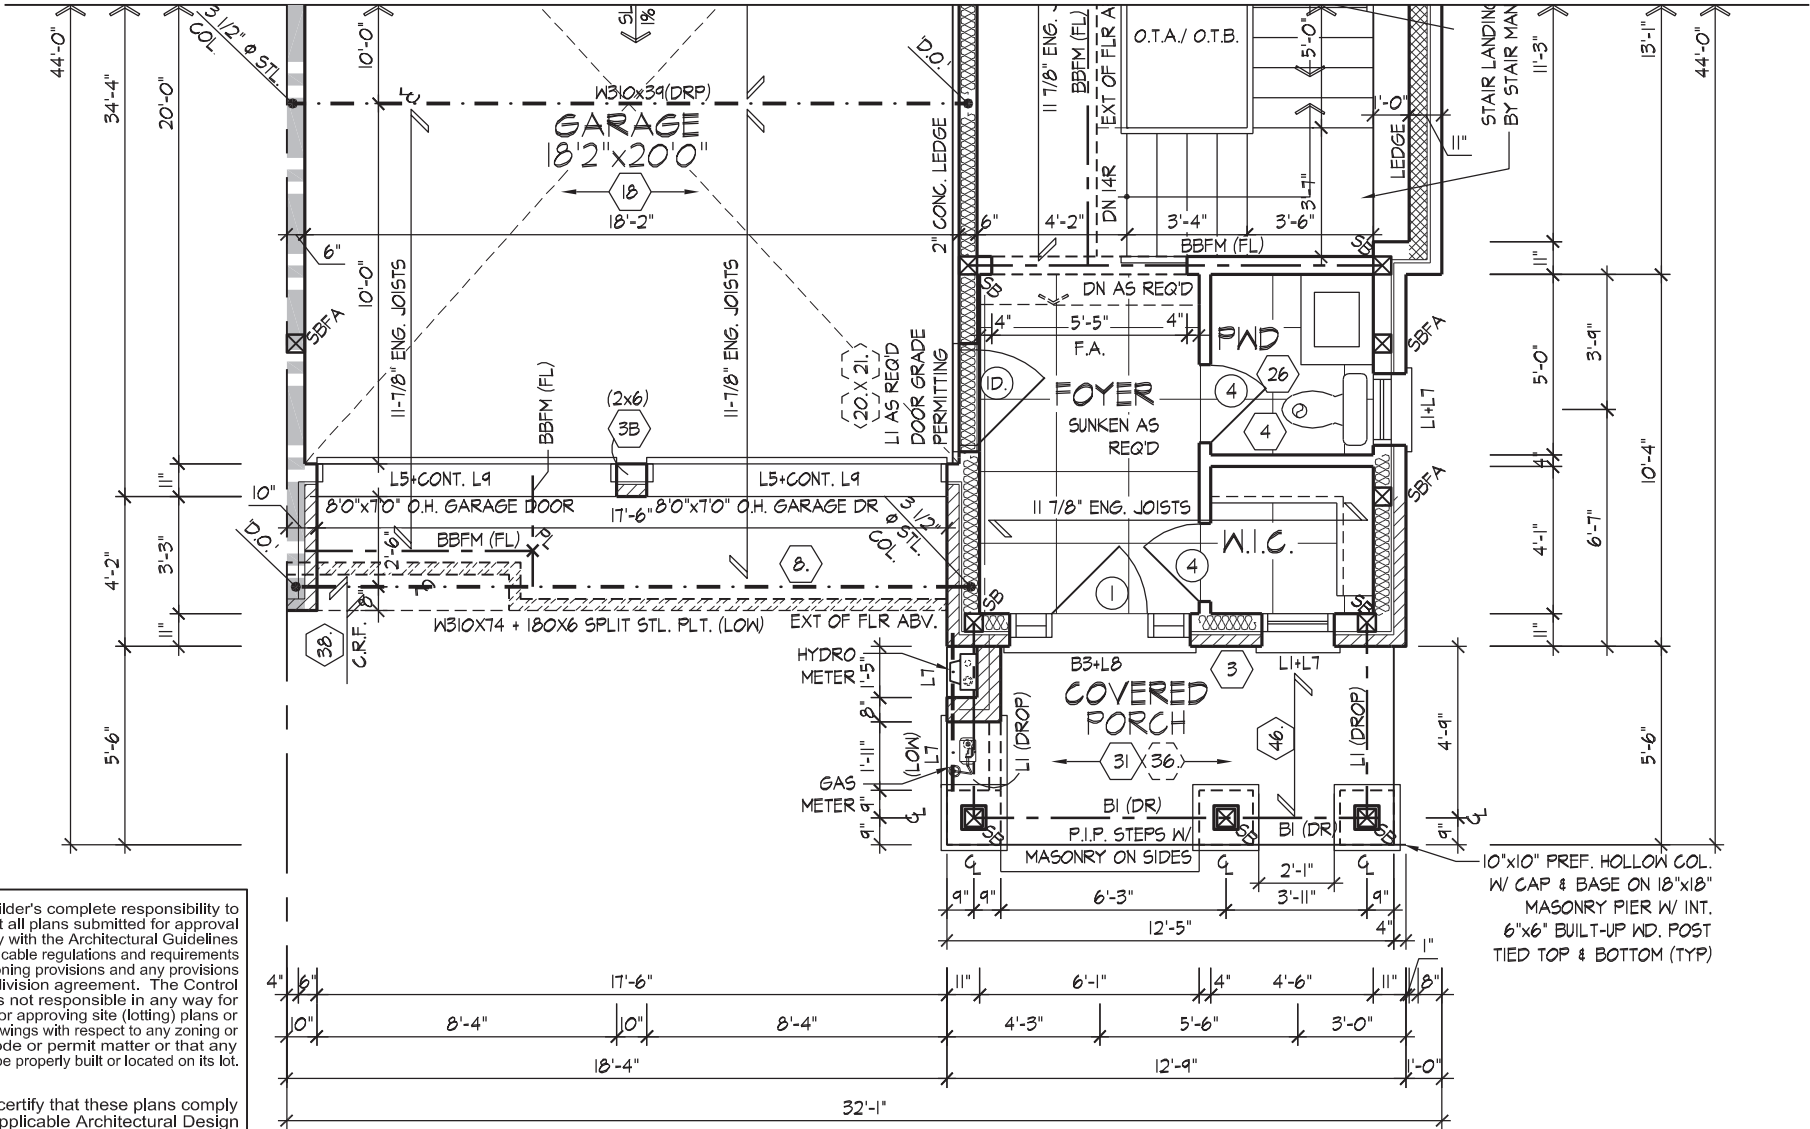 44'-0"
34'-4"
20'-0"
3 1/2" Φ STL.
COL.
10'-0"
SL
1%
'D.O.'
11 7/8" ENG.
BBFM (FL)
EXT OF FLR A
O.T.A./ O.T.B.
5'-0"
1'-0"
LEDGE
11"
STAIR LANDING
BY STAIR MAN
11'-3"
13'-1"
44'-0"
W310x39(DRP)
GARAGE
18'2"x20'0"
18
18'-2"
2" CONC. LEDGE
6"
4'-2"
DN 14R
3'-4"
3'-6"
3'-7"
BBFM (FL)
SB
6"
10'-0"
11-7/8" ENG. JOISTS
11-7/8" ENG. JOISTS
SBFA
SB
DN AS REQ'D
4"
5'-5"
4"
F.A.
PWD
SBFA
11"
5'-0"
3'-9"
BBFM (FL)
(2x6)
3B
20. X 21.
L1 AS REQ'D
DOOR GRADE
PERMITTING
1D.
FOYER
SUNKEN AS
REQ'D
4
26
4
L1+L7
L5+CONT. L9
L5+CONT. L9
10"
8'0"x7'0" O.H. GARAGE DOOR
17'-6"
8'0"x7'0" O.H. GARAGE DR
3 1/2"
Φ STL.
COL.
11 7/8" ENG. JOISTS
SBFA
4"
10'-4"
11"
4'-2"
3'-3"
11"
'D.O.'
BBFM (FL)
2'-6"
PL
8.
W.I.C.
4
1
4'-1"
6'-7"
11"
8"
38.
C.R.F.
W310X74 + 180X6 SPLIT STL. PLT. (LOW)
EXT OF FLR ABV.
SB
SB
HYDRO
METER
1'-5"
L7
B3+L8
3
L1+L7
COVERED
PORCH
8"
L1 (DROP)
L1 (DROP)
46.
4'-9"
5'-6"
5'-6"
1'-11"
(LOW)
L7
31
36.
GAS
METER
9"
9"
B1 (DR)
B1 (DR)
SB
SB
SB
9"
P.I.P. STEPS W/
MASONRY ON SIDES
2'-1"
10"x10" PREF. HOLLOW COL.
W/ CAP & BASE ON 18"x18"
MASONRY PIER W/ INT.
6"x6" BUILT-UP WD. POST
TIED TOP & BOTTOM (TYP)
9"
9"
6'-3"
3'-11"
9"
12'-5"
4"
1"
ilder's complete responsibility to
t all plans submitted for approval
y with the Architectural Guidelines
cable regulations and requirements
oning provisions and any provisions
division agreement. The Control
s not responsible in any way for
or approving site (lotting) plans or
wings with respect to any zoning or
ode or permit matter or that any
be properly built or located on its lot.
certify that these plans comply
pplicable Architectural Design
4"
6"
17'-6"
11"
6'-1"
4"
4'-6"
11"
8"
10"
8'-4"
10"
8'-4"
4'-3"
5'-6"
3'-0"
18'-4"
12'-9"
1'-0"
32'-1"